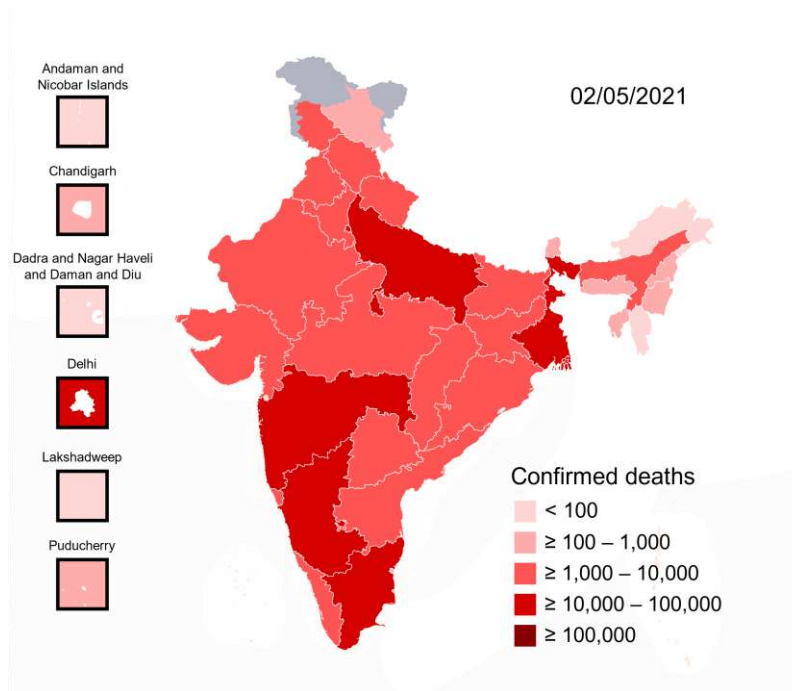 Andaman and
Nicobar Islands
Chandigarh
Dadra and Nagar Haveli
and Daman and Diu
Delhi
Lakshadweep
Puducherry
02/05/2021
Confirmed deaths
< 100
≥ 100 – 1,000
≥ 1,000 – 10,000
≥ 10,000 – 100,000
≥ 100,000